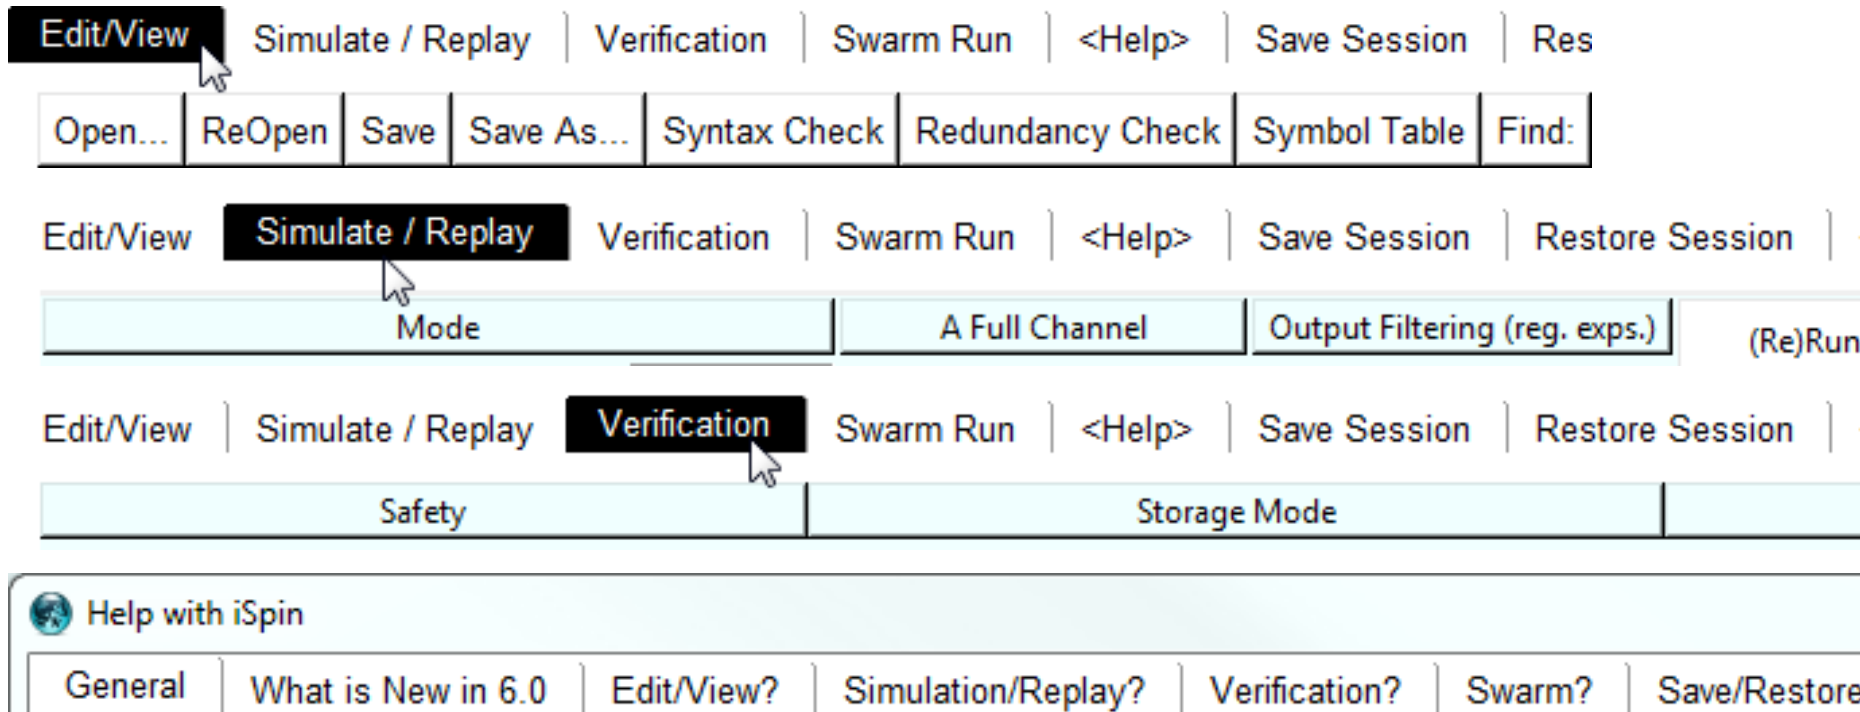 Edit/View Simulate / Replay Verification Swarm Run <Help> Save Session Res
Open... ReOpen Save Save As... Syntax Check Redundancy Check Symbol Table Find:
Edit/View Simulate / Replay Verification Swarm Run <Help> Save Session Restore Session
Mode A Full Channel Output Filtering (reg. exps.) (Re)Run
Edit/View Simulate / Replay Verification Swarm Run <Help> Save Session Restore Session
Safety Storage Mode
Help with iSpin
General What is New in 6.0 Edit/View? Simulation/Replay? Verification? Swarm? Save/Restore